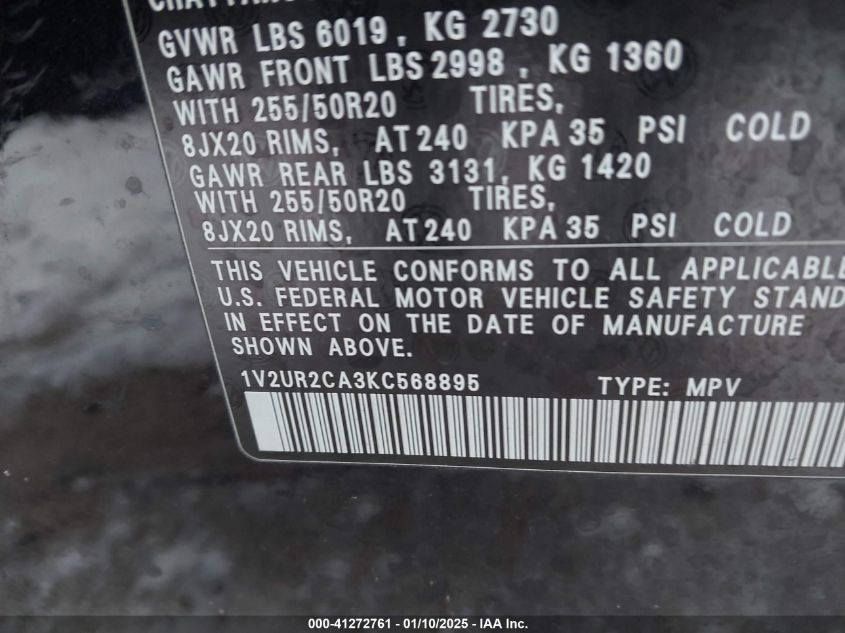 GVWR LBS 6019 , KG 2730
GAWR FRONT LBS 2998 , KG 1360
WITH 255/50R20 TIRES,
8JX20 RIMS, AT 240 KPA 35 PSI COLD
GAWR REAR LBS 3131, KG 1420
WITH 255/50R20 TIRES,
8JX20 RIMS, AT 240 KPA 35 PSI COLD
THIS VEHICLE CONFORMS TO ALL APPLICABLE
U.S. FEDERAL MOTOR VEHICLE SAFETY STAND
IN EFFECT ON THE DATE OF MANUFACTURE
SHOWN ABOVE.
1V2UR2CA3KC568895 TYPE: MPV
000-41272761 - 01/10/2025 - IAA Inc.